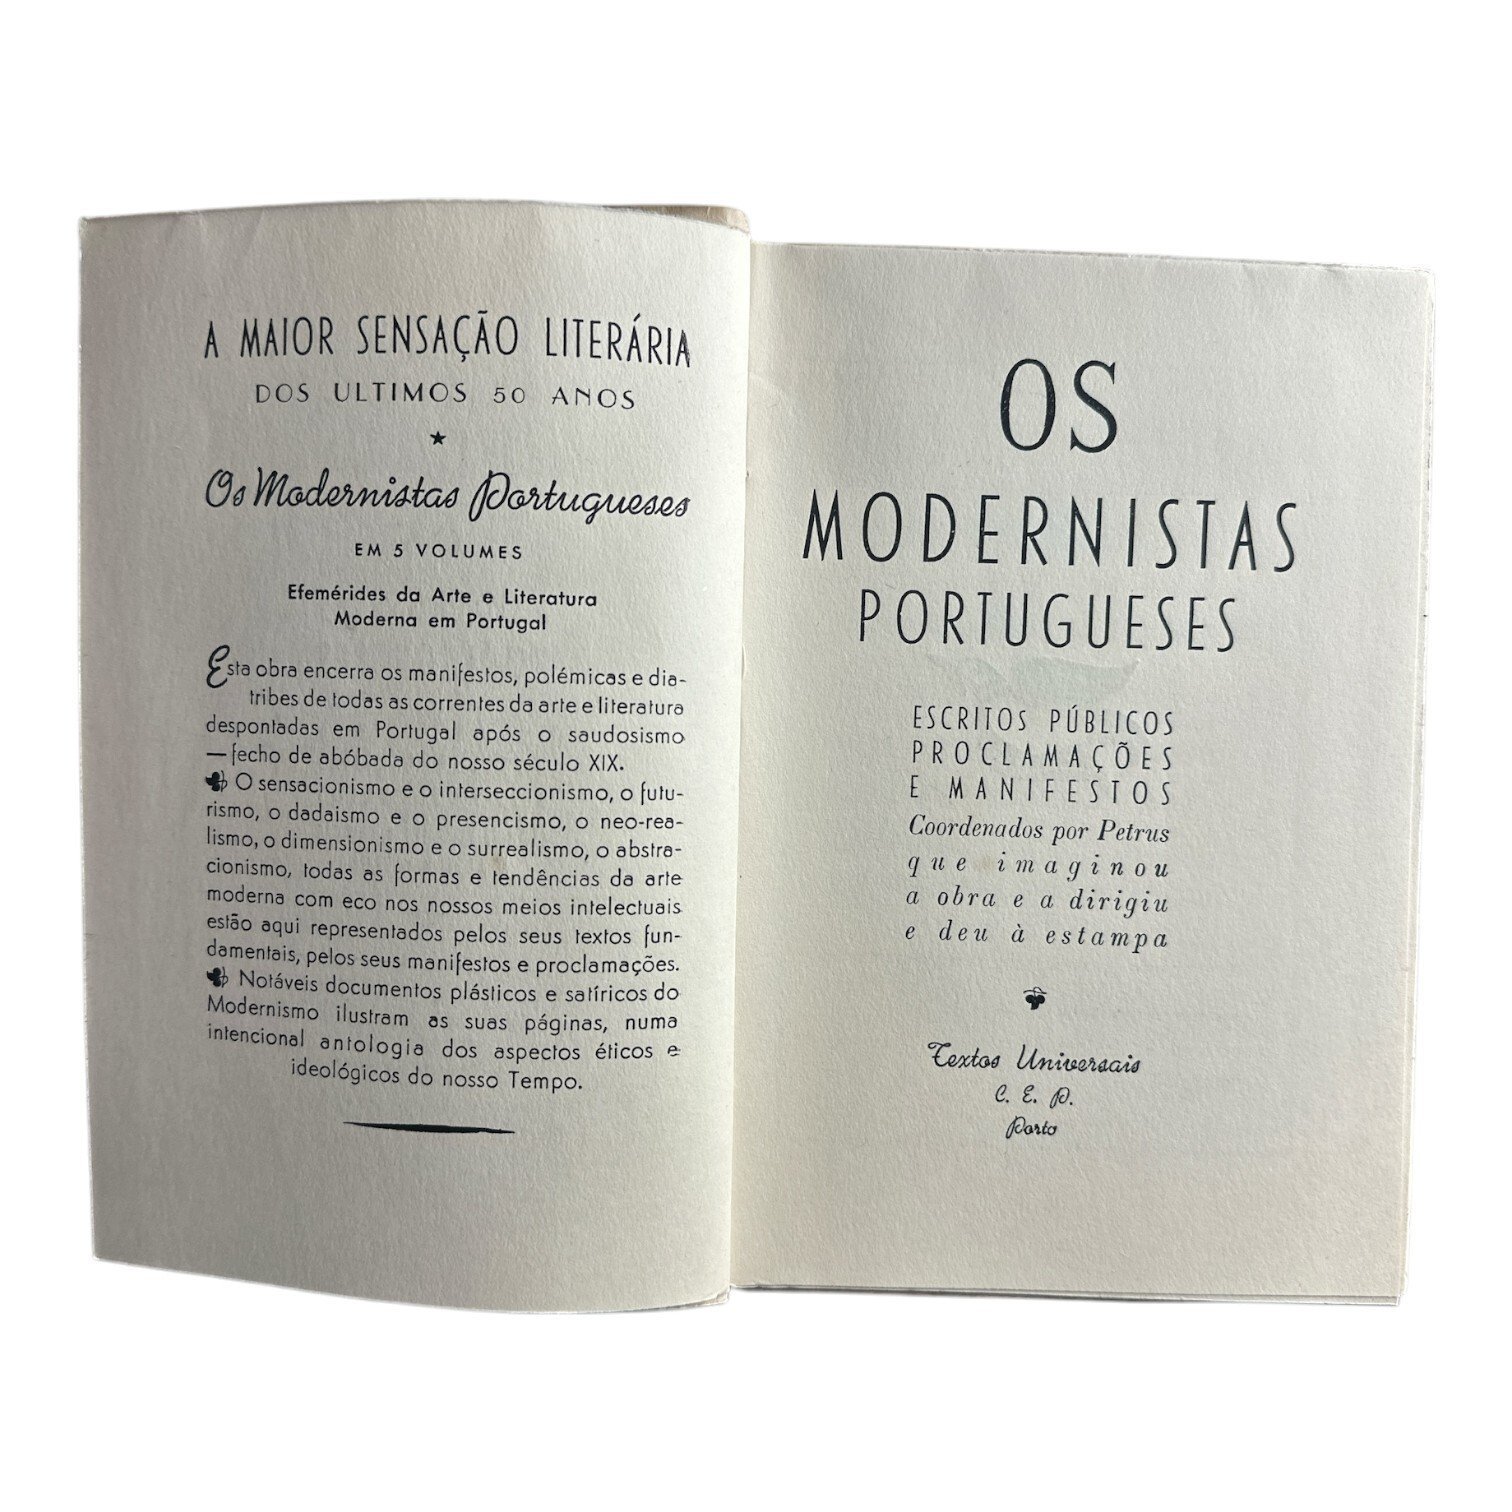 A MAIOR SENSAÇÃO LITERÁRIA
DOS ULTIMOS 50 ANOS
★
Os Modernistas Portugueses
EM 5 VOLUMES
Efemérides da Arte e Literatura
Moderna em Portugal
Esta obra encerra os manifestos, polémicas e dia-
tribes de todas as correntes da arte e literatura
despontadas em Portugal após o saudosismo
—fecho de abóbada do nosso século XIX.
O sensacionismo e o interseccionismo, o futu-
rismo, o dadaismo e o presencismo, o neo-rea-
lismo, o dimensionismo e o surrealismo, o abstra-
cionismo, todas as formas e tendências da arte
moderna com eco nos nossos meios intelectuais
estão aqui representados pelos seus textos fun-
damentais, pelos seus manifestos e proclamações.
Notáveis documentos plásticos e satíricos do
Modernismo ilustram as suas páginas, numa
intencional antologia dos aspectos éticos e
ideológicos do nosso Tempo.
OS
MODERNISTAS
PORTUGUESES
ESCRITOS PÚBLICOS
PROCLAMAÇÕES
E MANIFESTOS
Coordenados por Petrus
que imaginou
a obra e a dirigiu
e deu à estampa
Textos Universais
C. E. P.
Porto